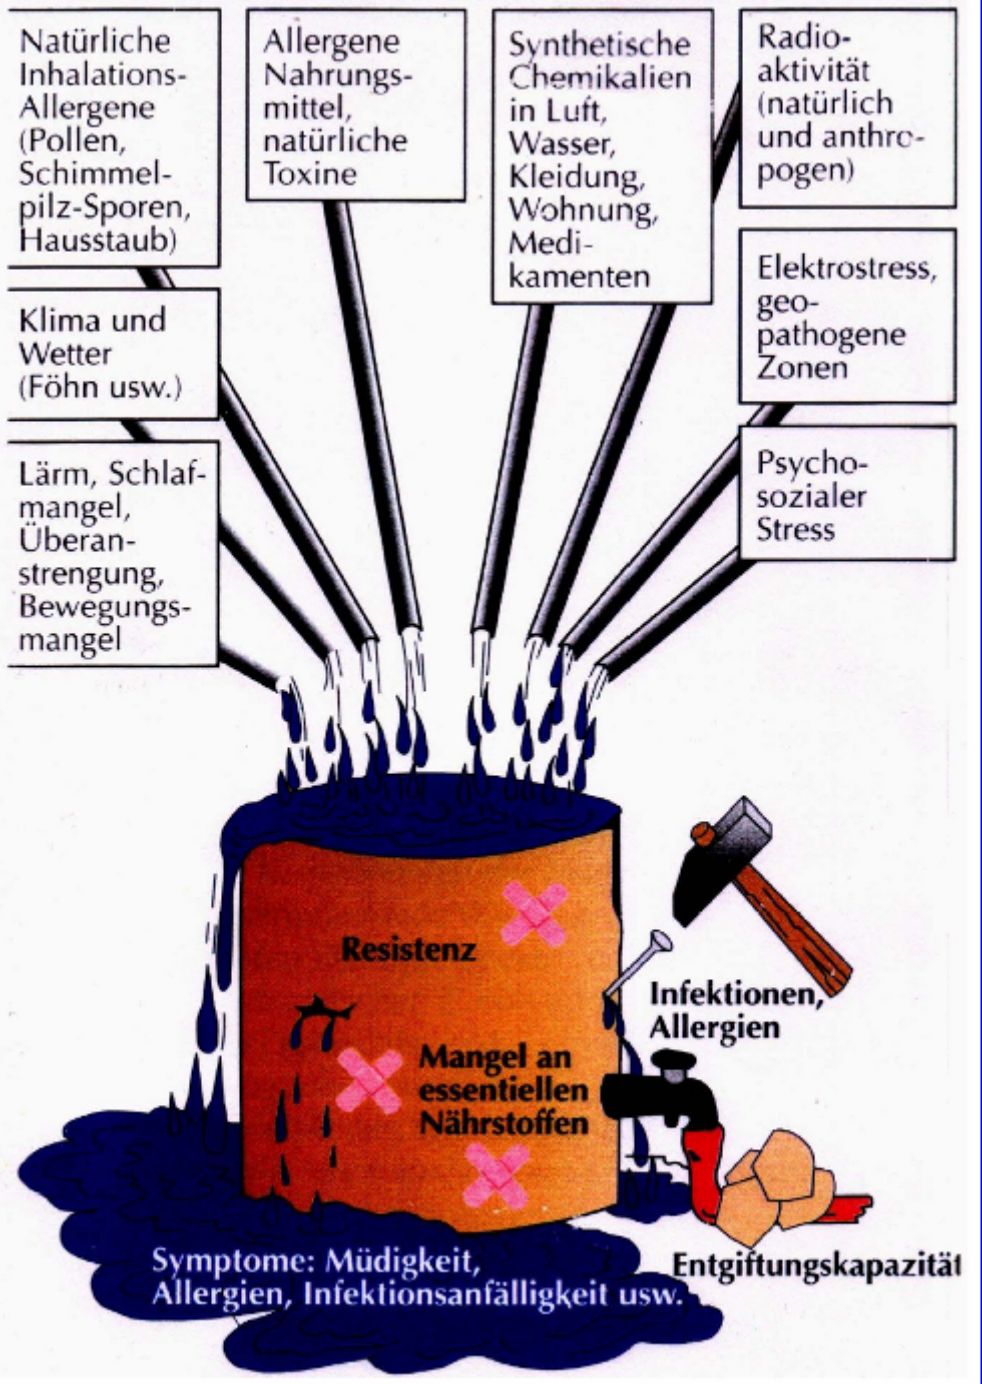 Natürliche
Inhalations-
Allergene
(Pollen,
Schimmel-
pilz-Sporen,
Hausstaub)
Klima und
Wetter
(Föhn usw.)
Lärm, Schlaf-
mangel,
Überan-
strengung,
Bewegungs-
mangel
Allergene
Nahrungs-
mittel,
natürliche
Toxine
Synthetische
Chemikalien
in Luft,
Wasser,
Kleidung,
Wohnung,
Medi-
kamenten
Radio-
aktivität
(natürlich
und anthro-
pogen)
Elektrostress,
geo-
pathogene
Zonen
Psycho-
sozialer
Stress
Resistenz
Mangel an
essentiellen
Nährstoffen
Infektionen,
Allergien
Entgiftungskapazität
Symptome: Müdigkeit,
Allergien, Infektionsanfälligkeit usw.